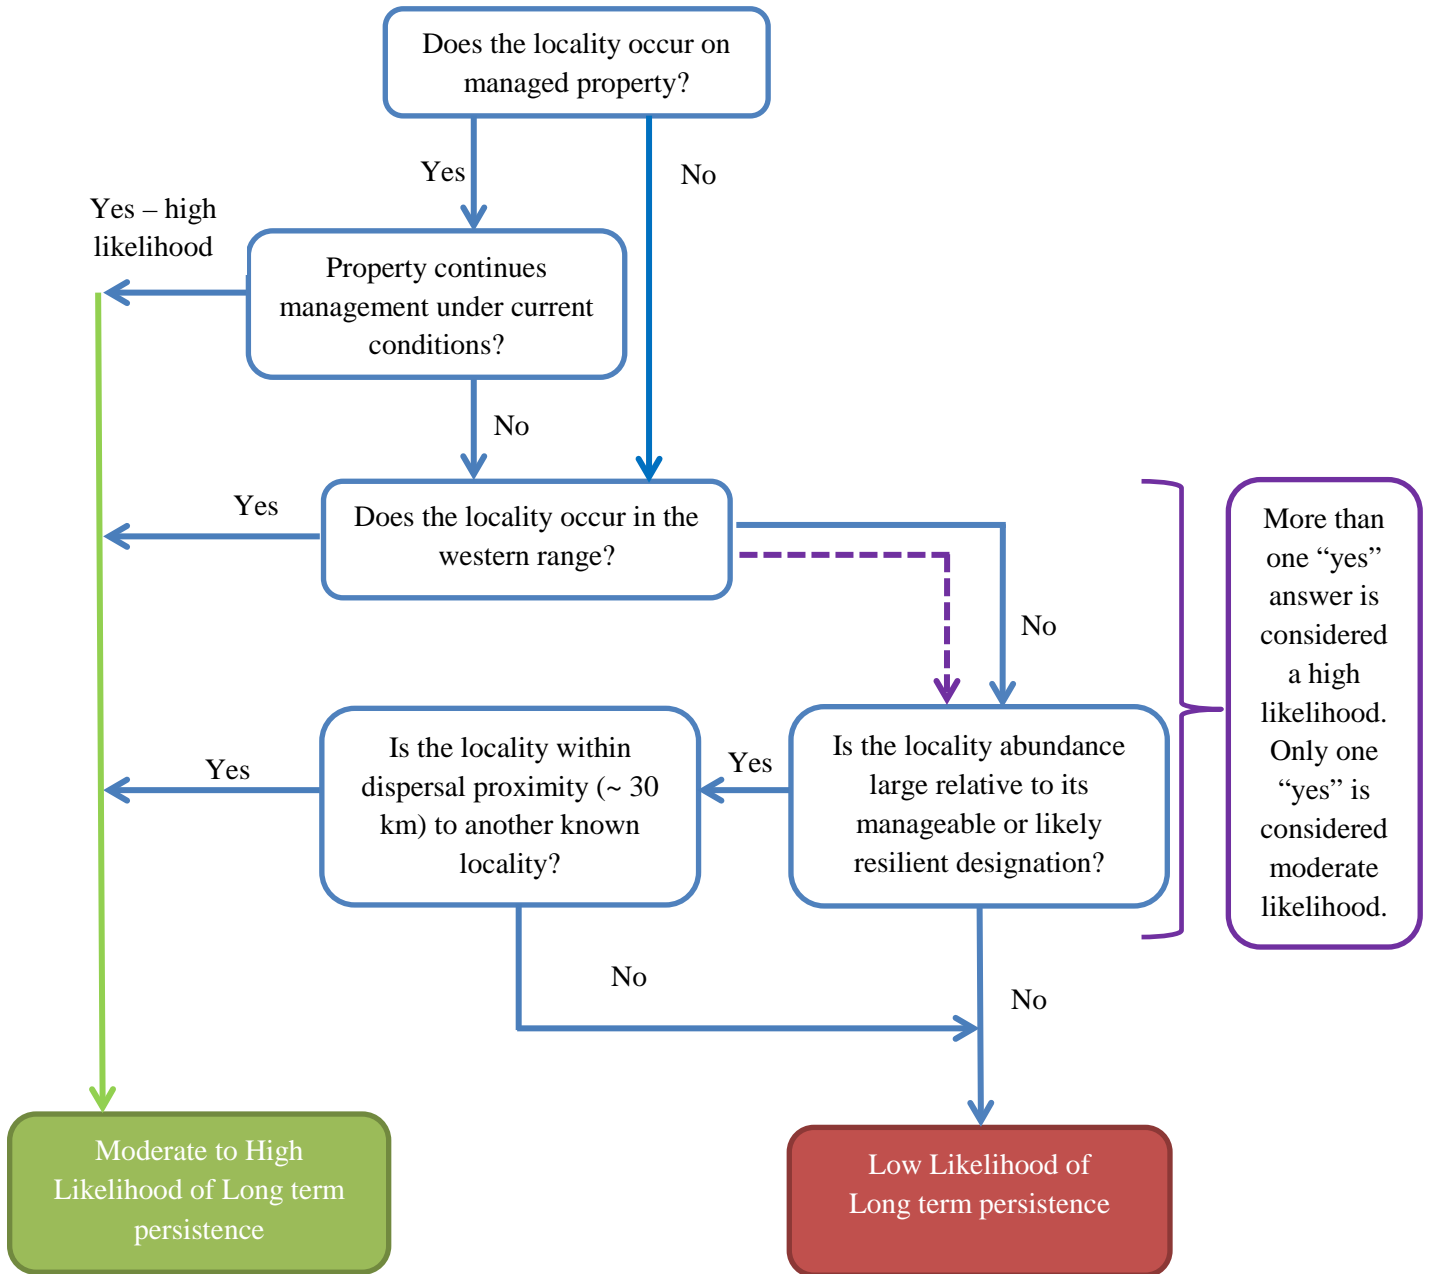 Does the locality occur on
managed property?
Yes
No
Yes – high
likelihood
Property continues
management under current
conditions?
No
Yes
Does the locality occur in the
western range?
No
More than
one “yes”
answer is
considered
a high
likelihood.
Only one
“yes” is
considered
moderate
likelihood.
Yes
Is the locality within
dispersal proximity (~ 30
km) to another known
locality?
Yes
Is the locality abundance
large relative to its
manageable or likely
resilient designation?
No
No
Moderate to High
Likelihood of Long term
persistence
Low Likelihood of
Long term persistence